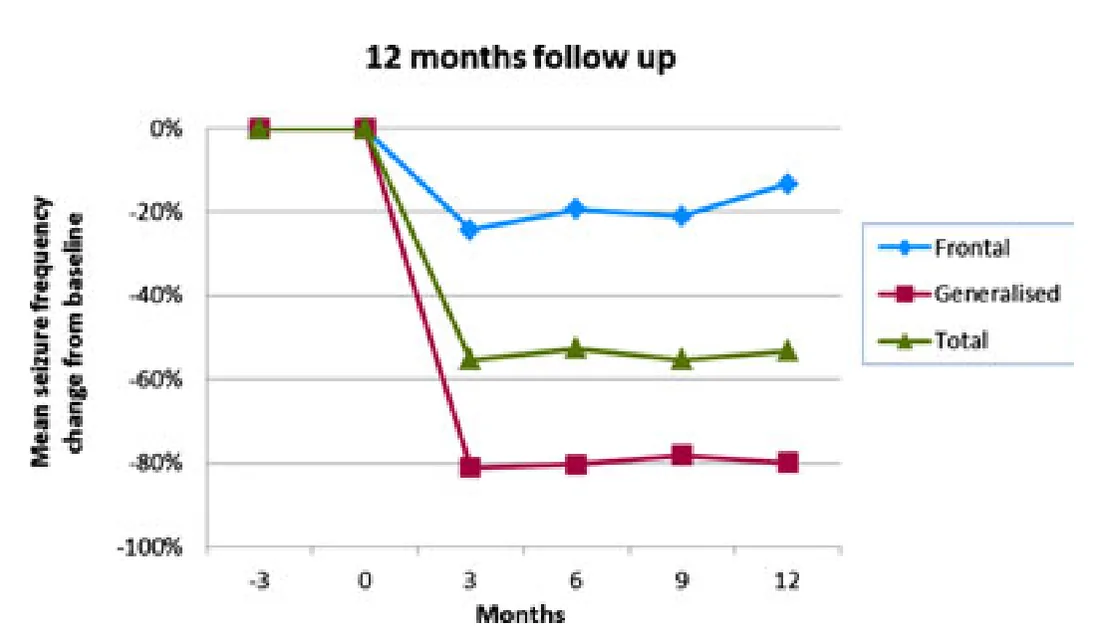 12 months follow up
0%
-20%
-40%
-60%
-80%
-100%
Mean seizure frequency
change from baseline
-3 0 3 6 9 12
Months
Frontal
Generalised
Total